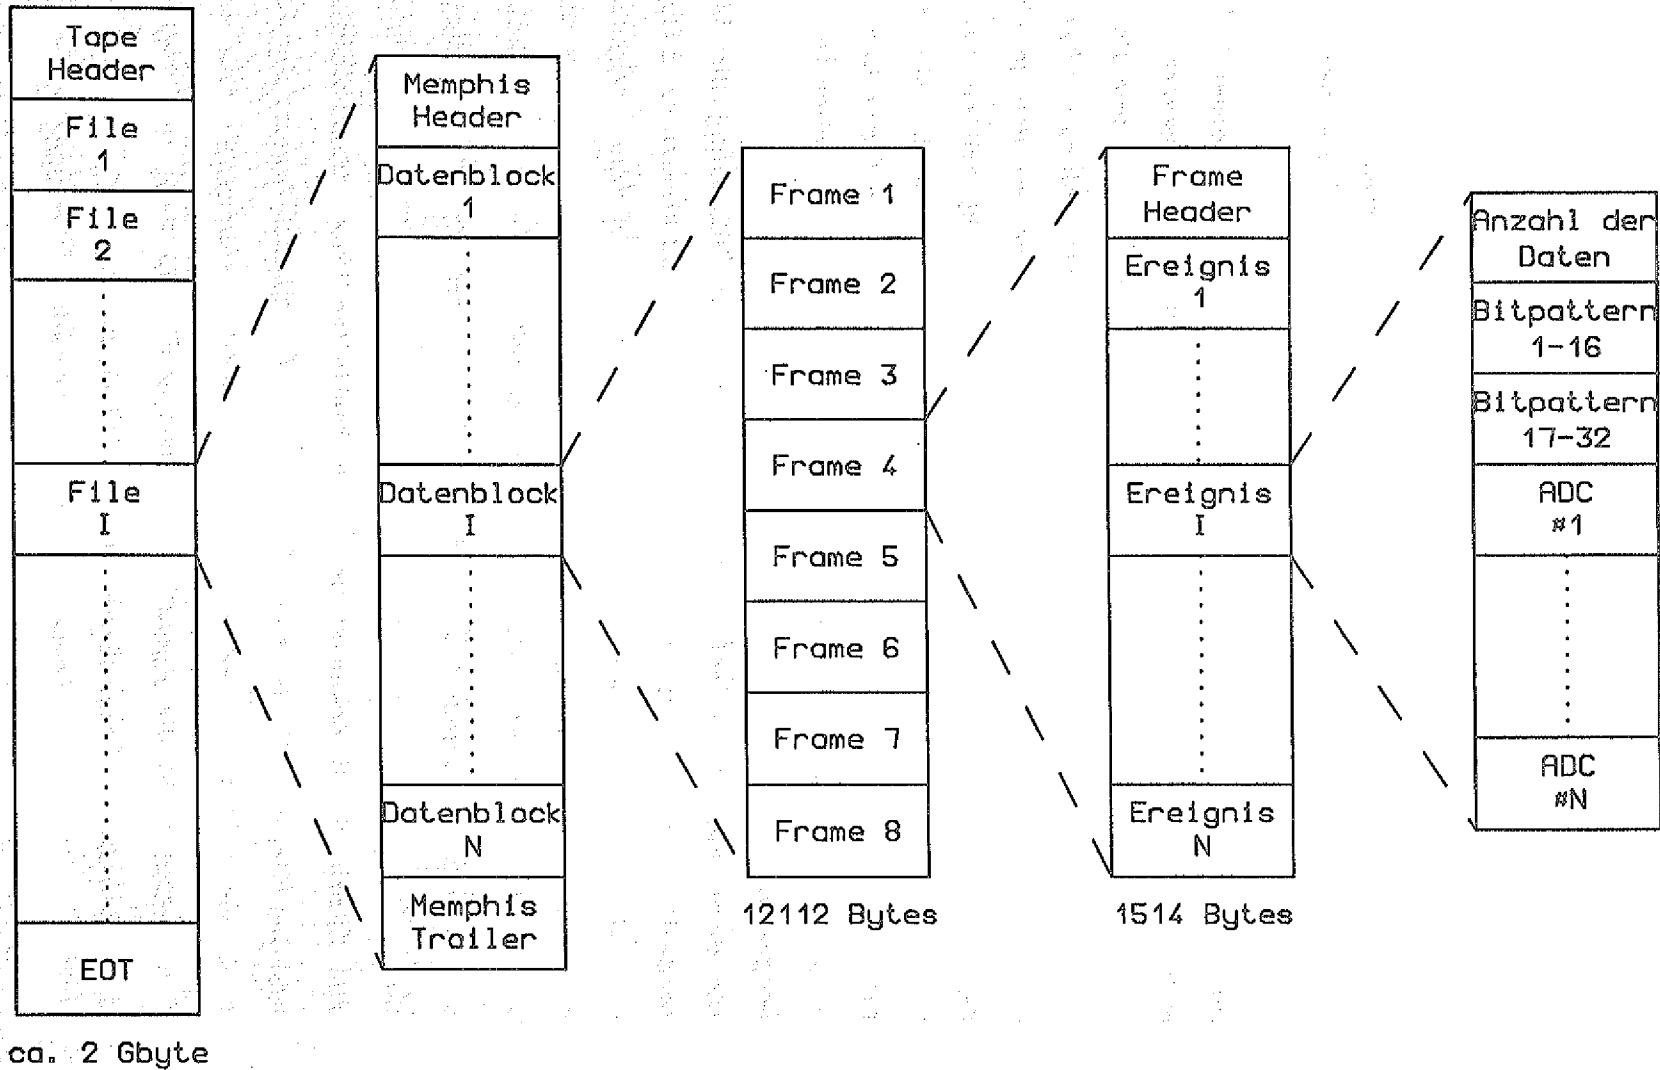 Tape
Header
File
1
File
2
File
I
EOT
ca. 2 Gbyte
Memphis
Header
Datenblock
1
Datenblock
I
Datenblock
N
Memphis
Trailer
Frame 1
Frame 2
Frame 3
Frame 4
Frame 5
Frame 6
Frame 7
Frame 8
12112 Bytes
Frame
Header
Ereignis
1
Ereignis
I
Ereignis
N
1514 Bytes
Anzahl der
Daten
Bitpattern
1-16
Bitpattern
17-32
ADC
#1
ADC
#N